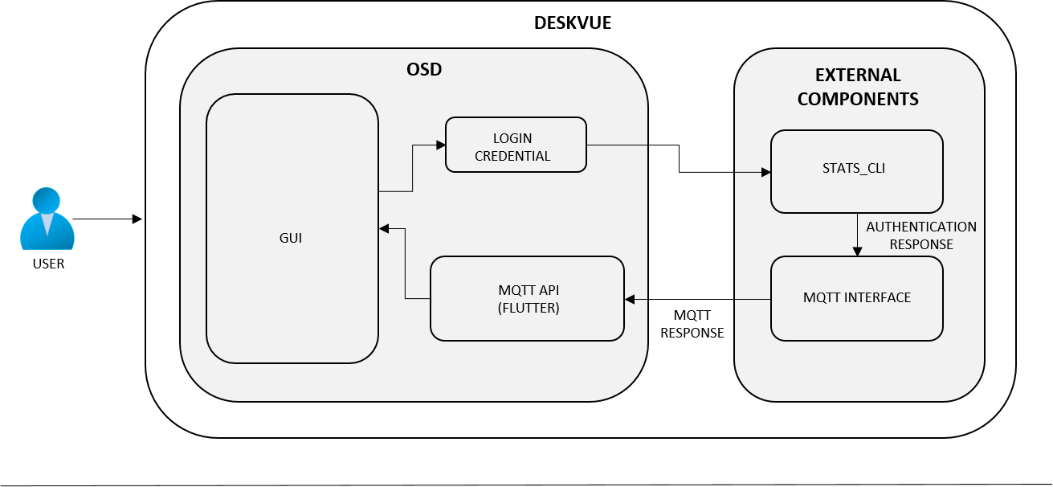 DESKVUE
OSD
EXTERNAL
COMPONENTS
LOGIN
CREDENTIAL
STATS_CLI
GUI
AUTHENTICATION
RESPONSE
USER
MQTT API
(FLUTTER)
MQTT INTERFACE
MQTT
RESPONSE